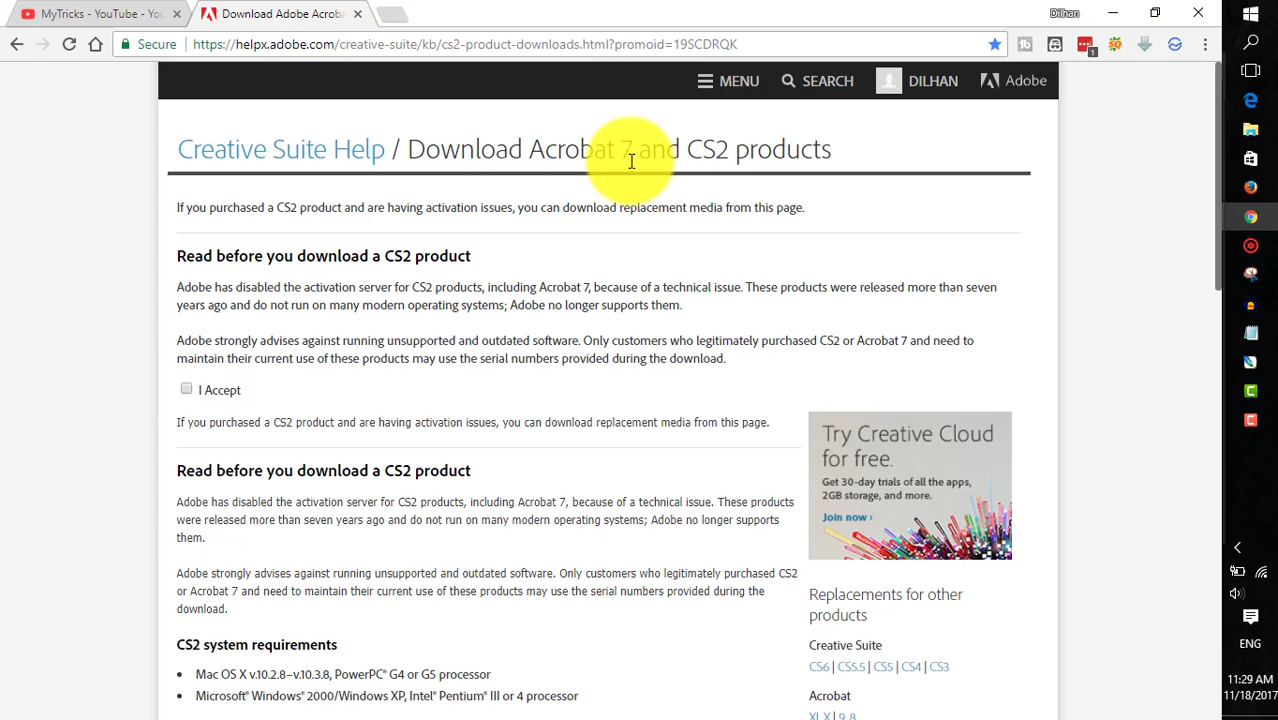 MyTricks - YouTube - You
Download Adobe Acroba
Dilhan
Secure
https://helpx.adobe.com/creative-suite/kb/cs2-product-downloads.html?promoid=19SCDRQK
1
MENU
SEARCH
DILHAN
Adobe
Creative Suite Help / Download Acrobat 7 and CS2 products
If you purchased a CS2 product and are having activation issues, you can download replacement media from this page.
Read before you download a CS2 product
Adobe has disabled the activation server for CS2 products, including Acrobat 7, because of a technical issue. These products were released more than seven
years ago and do not run on many modern operating systems; Adobe no longer supports them.
Adobe strongly advises against running unsupported and outdated software. Only customers who legitimately purchased CS2 or Acrobat 7 and need to
maintain their current use of these products may use the serial numbers provided during the download.
I Accept
If you purchased a CS2 product and are having activation issues, you can download replacement media from this page.
Read before you download a CS2 product
Adobe has disabled the activation server for CS2 products, including Acrobat 7, because of a technical issue. These products
were released more than seven years ago and do not run on many modern operating systems; Adobe no longer supports
them.
Adobe strongly advises against running unsupported and outdated software. Only customers who legitimately purchased CS2
or Acrobat 7 and need to maintain their current use of these products may use the serial numbers provided during the
download.
CS2 system requirements
Mac OS X v.10.2.8–v.10.3.8, PowerPC® G4 or G5 processor
Microsoft® Windows® 2000/Windows XP, Intel® Pentium® III or 4 processor
Try Creative Cloud
for free.
Get 30-day trials of all the apps,
2GB storage, and more.
Join now ›
Replacements for other
products
Creative Suite
CS6 | CS5.5 | CS5 | CS4 | CS3
Acrobat
XI, X | 9, 8
ENG
11:29 AM
11/18/2017